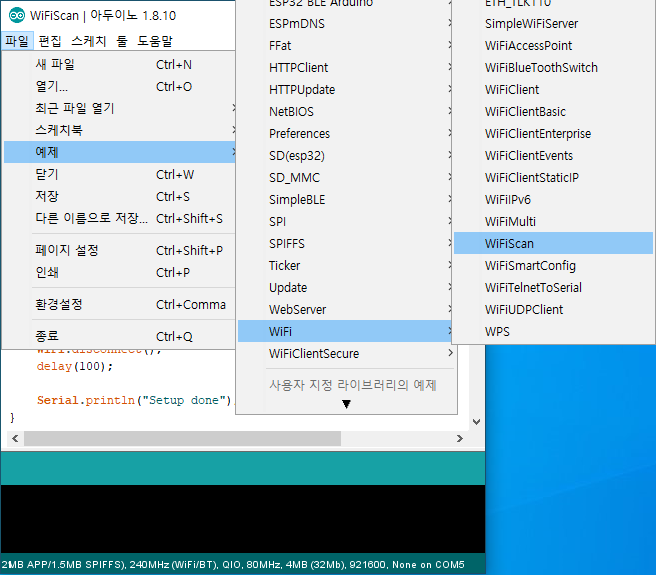 WiFiScan | 아두이노 1.8.10
파일 편집 스케치 툴 도움말
새 파일 Ctrl+N
열기... Ctrl+O
최근 파일 열기
스케치북
예제
닫기 Ctrl+W
저장 Ctrl+S
다른 이름으로 저장... Ctrl+Shift+S
페이지 설정 Ctrl+Shift+P
인쇄 Ctrl+P
환경설정 Ctrl+Comma
종료 Ctrl+Q
ESP32 BLE Arduino
ESPmDNS
FFat
HTTPClient
HTTPUpdate
NetBIOS
Preferences
SD(esp32)
SD_MMC
SimpleBLE
SPI
SPIFFS
Ticker
Update
WebServer
WiFi
WiFiClientSecure
사용자 지정 라이브러리의 예제
ETH_TLK110
SimpleWiFiServer
WiFiAccessPoint
WiFiBlueToothSwitch
WiFiClient
WiFiClientBasic
WiFiClientEnterprise
WiFiClientEvents
WiFiClientStaticIP
WiFiIPv6
WiFiMulti
WiFiScan
WiFiSmartConfig
WiFiTelnetToSerial
WiFiUDPClient
WPS
WiFi.disconnect();
delay(100);
Serial.println("Setup done")
}
2MB APP/1.5MB SPIFFS), 240MHz (WiFi/BT), QIO, 80MHz, 4MB (32Mb), 921600, None on COM5